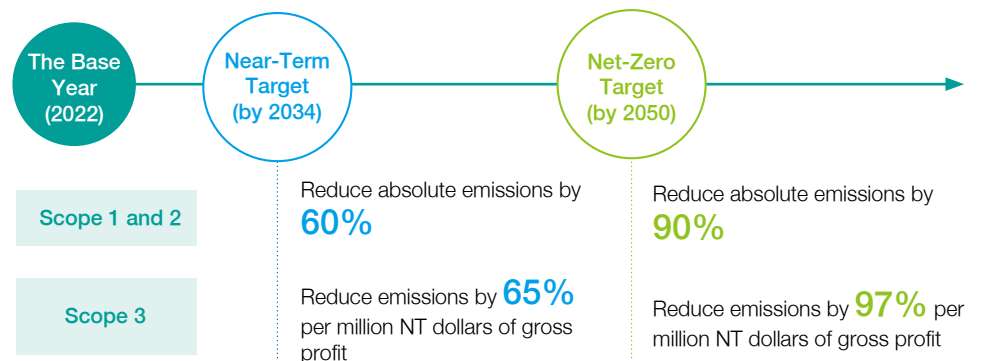 The Base
Year
(2022)
Near-Term
Target
(by 2034)
Net-Zero
Target
(by 2050)
Scope 1 and 2
Reduce absolute emissions by
60%
Reduce absolute emissions by
90%
Scope 3
Reduce emissions by 65%
per million NT dollars of gross
profit
Reduce emissions by 97% per
million NT dollars of gross profit